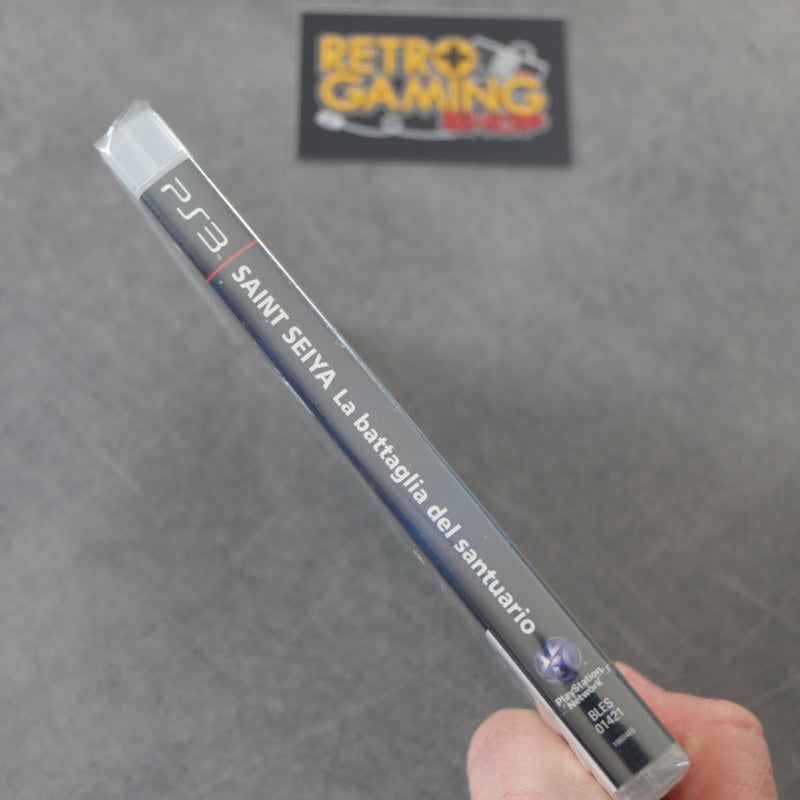 RETRO
GAMING
SHOP
PS3
SAINT SEIYA La battaglia del santuario
PlayStation
Network
BLES
01421